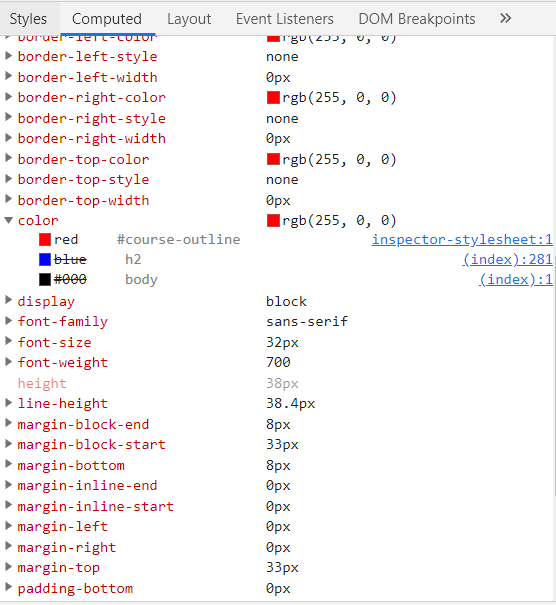 Styles Computed Layout Event Listeners DOM Breakpoints »
border-left-color rgb(255, 0, 0)
border-left-style none
border-left-width 0px
border-right-color rgb(255, 0, 0)
border-right-style none
border-right-width 0px
border-top-color rgb(255, 0, 0)
border-top-style none
border-top-width 0px
color rgb(255, 0, 0)
red #course-outline inspector-stylesheet:1
blue h2 (index):281
#000 body (index):1
display block
font-family sans-serif
font-size 32px
font-weight 700
height 38px
line-height 38.4px
margin-block-end 8px
margin-block-start 33px
margin-bottom 8px
margin-inline-end 0px
margin-inline-start 0px
margin-left 0px
margin-right 0px
margin-top 33px
padding-bottom 0px